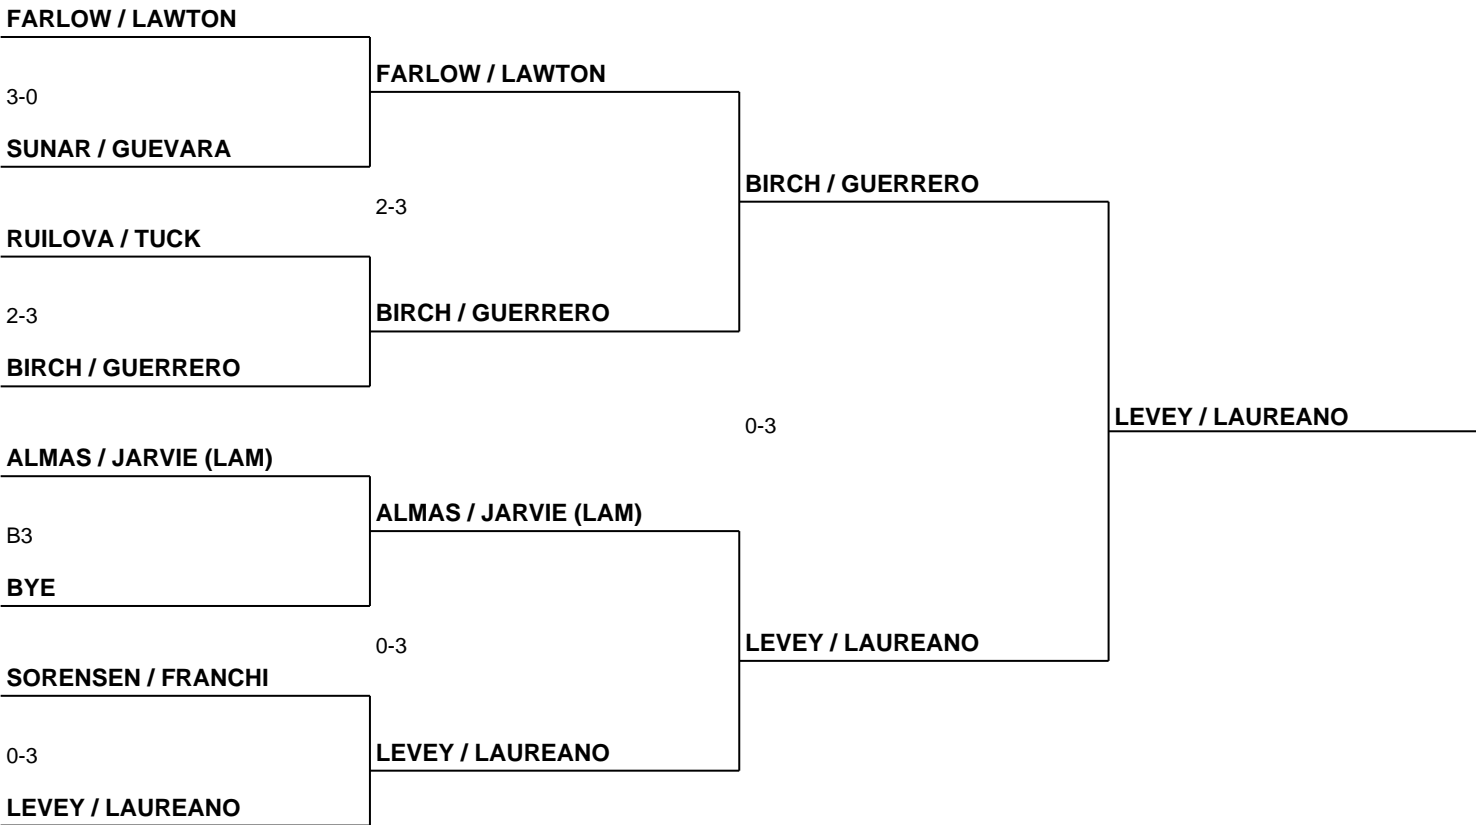 FARLOW / LAWTON
3-0
SUNAR / GUEVARA
RUILOVA / TUCK
2-3
BIRCH / GUERRERO
ALMAS / JARVIE (LAM)
B3
BYE
SORENSEN / FRANCHI
0-3
LEVEY / LAUREANO
FARLOW / LAWTON
2-3
BIRCH / GUERRERO
ALMAS / JARVIE (LAM)
0-3
LEVEY / LAUREANO
BIRCH / GUERRERO
0-3
LEVEY / LAUREANO
LEVEY / LAUREANO